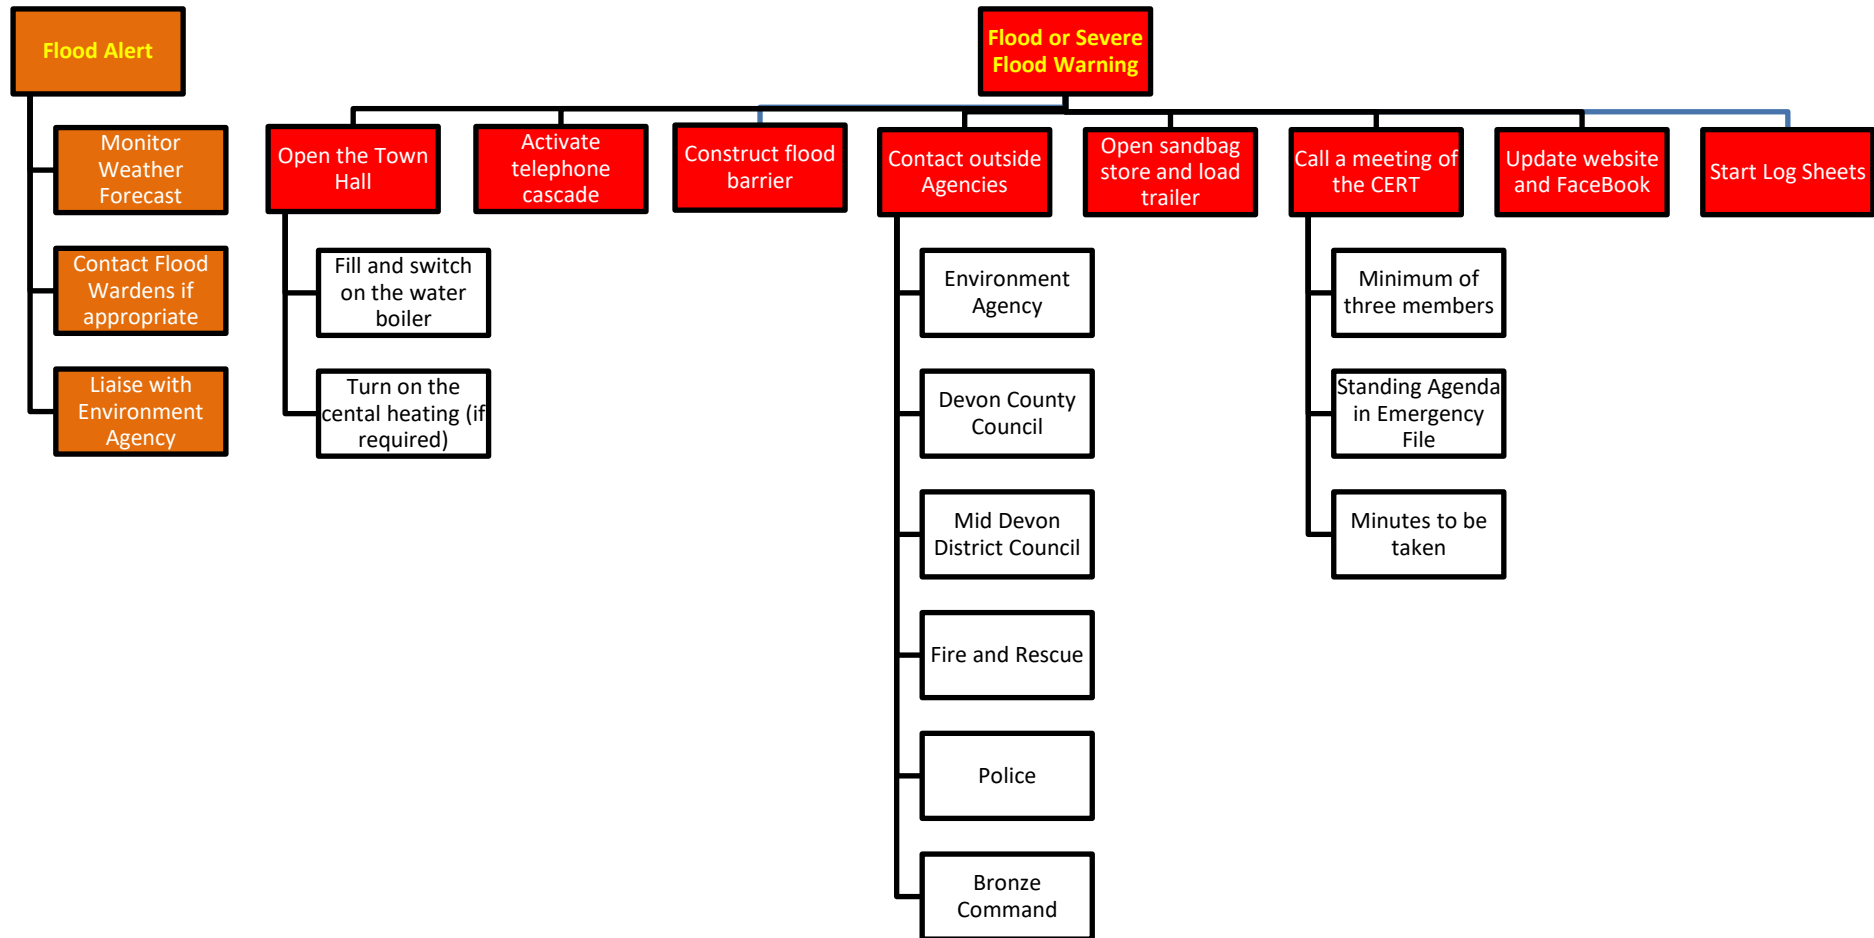 Flood Alert
Monitor
Weather
Forecast
Contact Flood
Wardens if
appropriate
Liaise with
Environment
Agency
Flood or Severe
Flood Warning
Open the Town
Hall
Fill and switch
on the water
boiler
Turn on the
cental heating (if
required)
Activate
telephone
cascade
Construct flood
barrier
Contact outside
Agencies
Environment
Agency
Devon County
Council
Mid Devon
District Council
Fire and Rescue
Police
Bronze
Command
Open sandbag
store and load
trailer
Call a meeting of
the CERT
Minimum of
three members
Standing Agenda
in Emergency
File
Minutes to be
taken
Update website
and FaceBook
Start Log Sheets